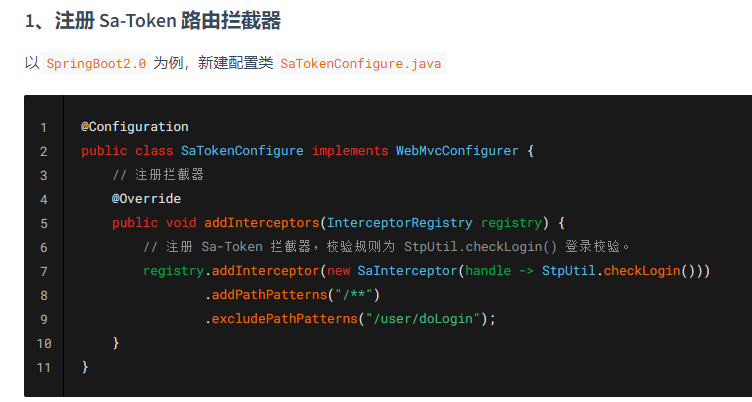 1、注册 Sa-Token 路由拦截器
以 SpringBoot2.0 为例，新建配置类 SaTokenConfigure.java
1 @Configuration
2 public class SaTokenConfigure implements WebMvcConfigurer {
3 // 注册拦截器
4 @Override
5 public void addInterceptors(InterceptorRegistry registry) {
6 // 注册 Sa-Token 拦截器，校验规则为 StpUtil.checkLogin() 登录校验。
7 registry.addInterceptor(new SaInterceptor(handle -> StpUtil.checkLogin()))
8 .addPathPatterns("/**")
9 .excludePathPatterns("/user/doLogin");
10 }
11 }